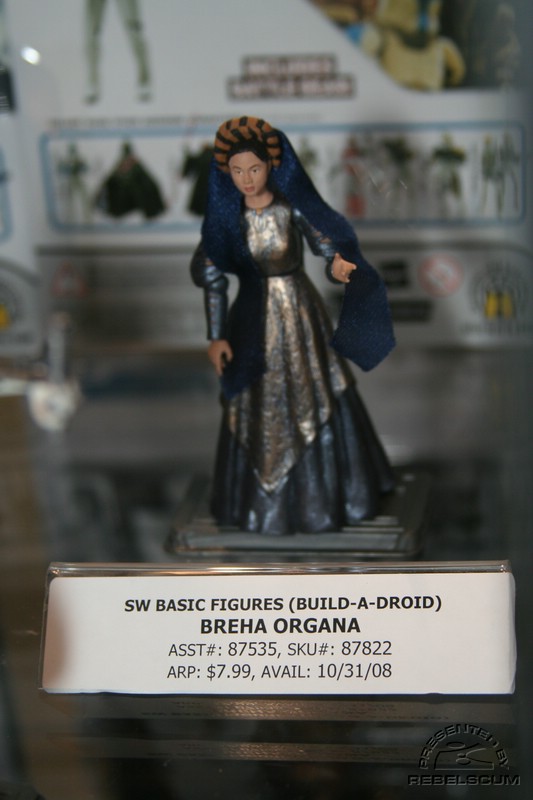 SW BASIC FIGURES (BUILD-A-DROID)
BREHA ORGANA
ASST#: 87535, SKU#: 87822
ARP: $7.99, AVAIL: 10/31/08
PRESENTED BY
REBELSCUM